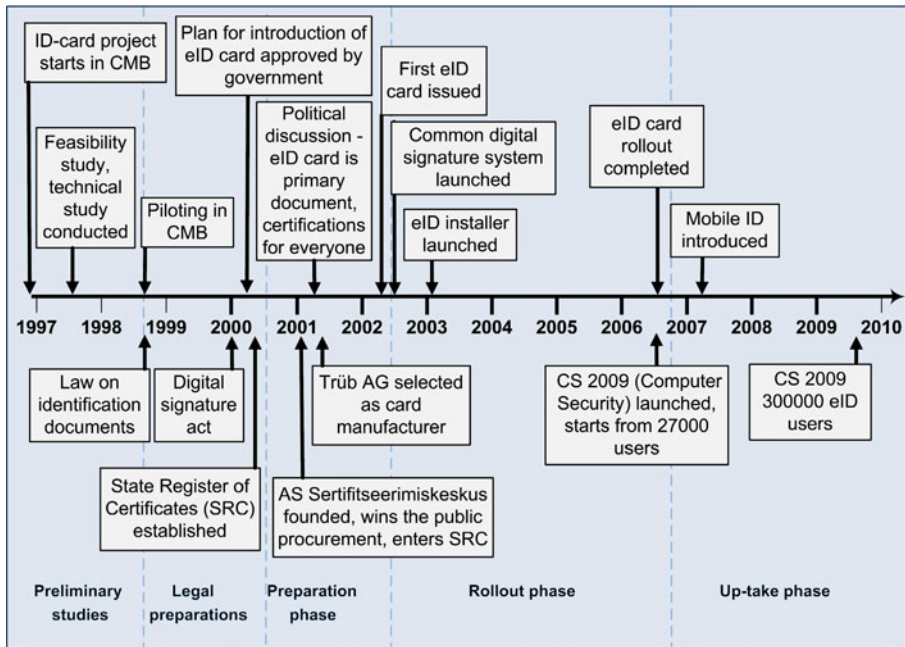 ID-card project
starts in CMB
Plan for introduction of
eID card approved by
government
First eID
card issued
Feasibility
study,
technical
study
conducted
Piloting in
CMB
Political
discussion -
eID card is
primary
document,
certifications
for everyone
Common digital
signature system
launched
eID installer
launched
eID card
rollout
completed
Mobile ID
introduced
1997 1998 1999 2000 2001 2002 2003 2004 2005 2006 2007 2008 2009 2010
Law on
identification
documents
Digital
signature
act
State Register of
Certificates (SRC)
established
Trüb AG selected
as card
manufacturer
AS Sertifitseerimiskeskus
founded, wins the public
procurement, enters SRC
CS 2009 (Computer
Security) launched,
starts from 27000
users
CS 2009
300000 eID
users
Preliminary
studies
Legal
preparations
Preparation
phase
Rollout phase
Up-take phase